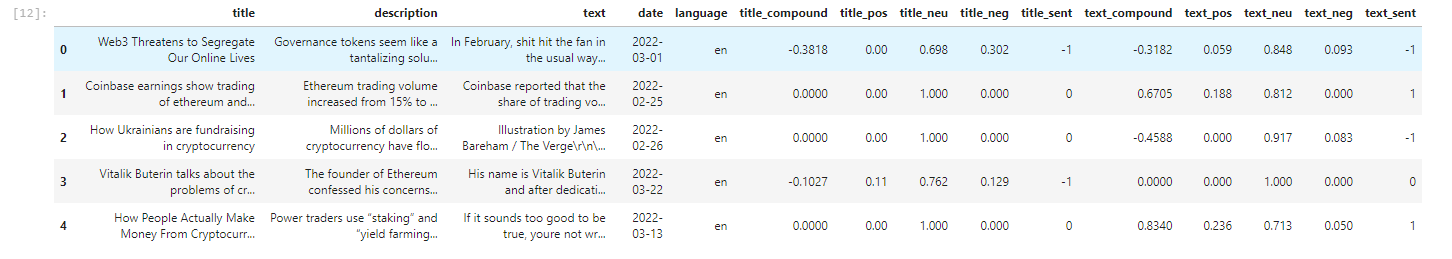 [12]:
title description text date language title_compound title_pos title_neu title_neg title_sent text_compound text_pos text_neu text_neg text_sent
0 Web3 Threatens to Segregate Governance tokens seem like a In February, shit hit the fan in 2022- en -0.3818 0.00 0.698 0.302 -1 -0.3182 0.059 0.848 0.093 -1
Our Online Lives tantalizing solu... the usual way... 03-01
1 Coinbase earnings show trading Ethereum trading volume Coinbase reported that the 2022- en 0.0000 0.00 1.000 0.000 0 0.6705 0.188 0.812 0.000 1
of ethereum and... increased from 15% to ... share of trading vo... 02-25
2 How Ukrainians are fundraising Millions of dollars of Illustration by James 2022- en 0.0000 0.00 1.000 0.000 0 -0.4588 0.000 0.917 0.083 -1
in cryptocurrency cryptocurrency have flo... Bareham / The Verge\r\n\... 02-26
3 Vitalik Buterin talks about the The founder of Ethereum His name is Vitalik Buterin 2022- en -0.1027 0.11 0.762 0.129 -1 0.0000 0.000 1.000 0.000 0
problems of cr... confessed his concerns... and after dedicati... 03-22
4 How People Actually Make Power traders use “staking” and If it sounds too good to be 2022- en 0.0000 0.00 1.000 0.000 0 0.8340 0.236 0.713 0.050 1
Money From Cryptocurr... “yield farming... true, youre not wr... 03-13